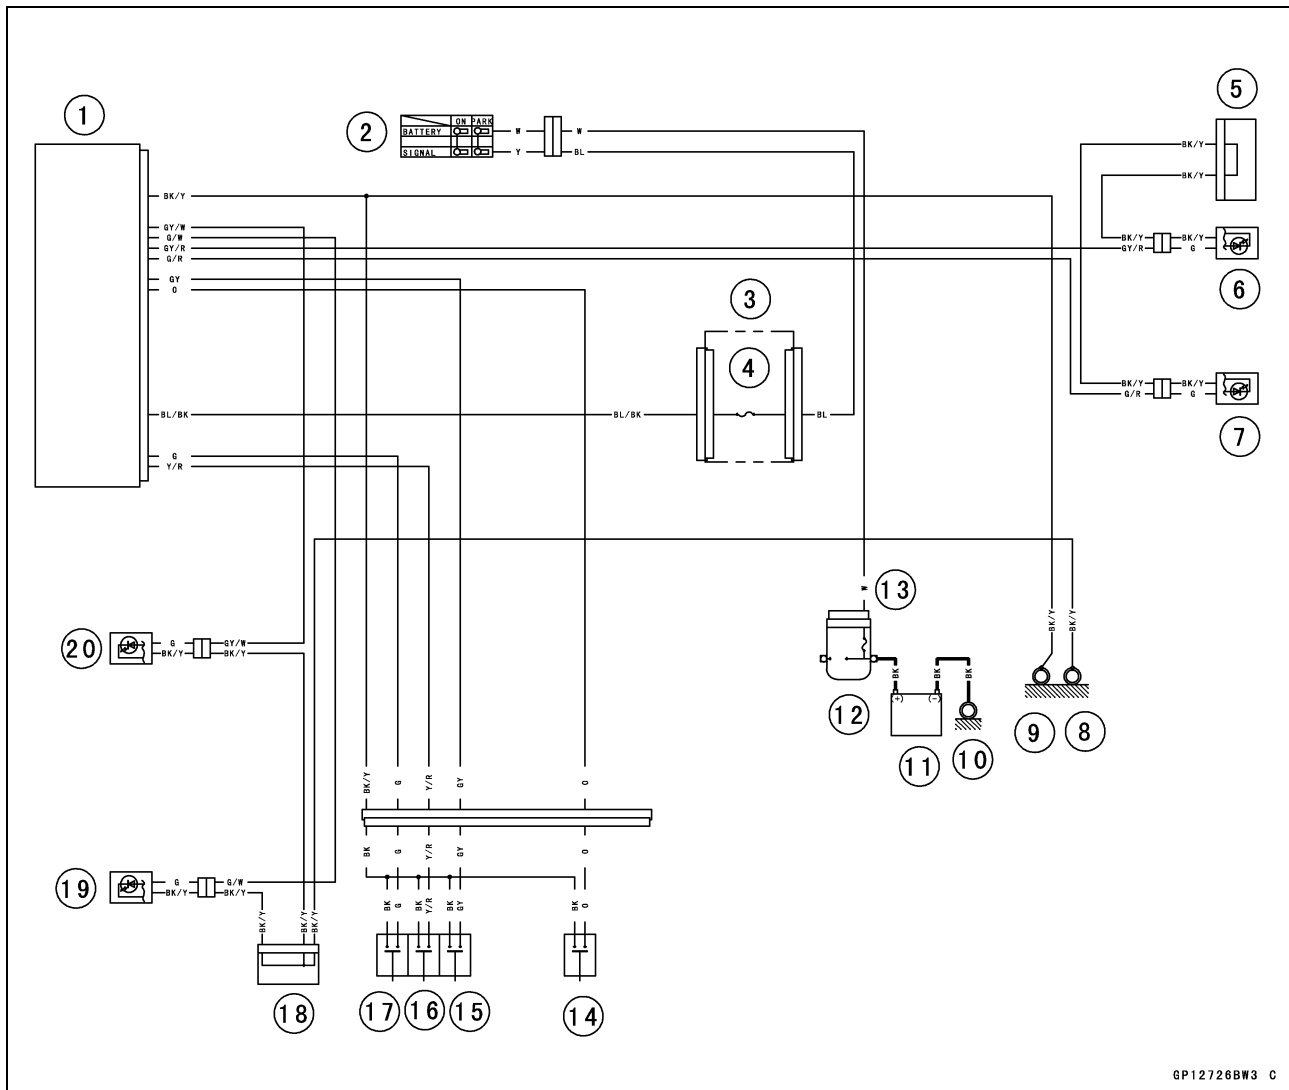 1
2
ON PARK
BATTERY
SIGNAL
W
W
Y
BL
5
BK/Y
BK/Y
BK/Y
GY/W
G/W
GY/R
G/R
GY
O
BK/Y
BK/Y
GY/R
G
6
3
4
BK/Y
BK/Y
G/R
G
7
BL/BK
BL/BK
BL
G
Y/R
W
13
20
G
GY/W
BK/Y
BK/Y
BK/Y
BK/Y
BK
BK
BK
(+)
(-)
12
11
10
9
8
BK/Y
G
Y/R
GY
O
BK
G
Y/R
GY
O
19
G
G/W
BK/Y
BK/Y
BK/Y
BK/Y
BK/Y
BK
G
BK
Y/R
BK
GY
BK
O
18
17
16
15
14
GP12726BW3 C